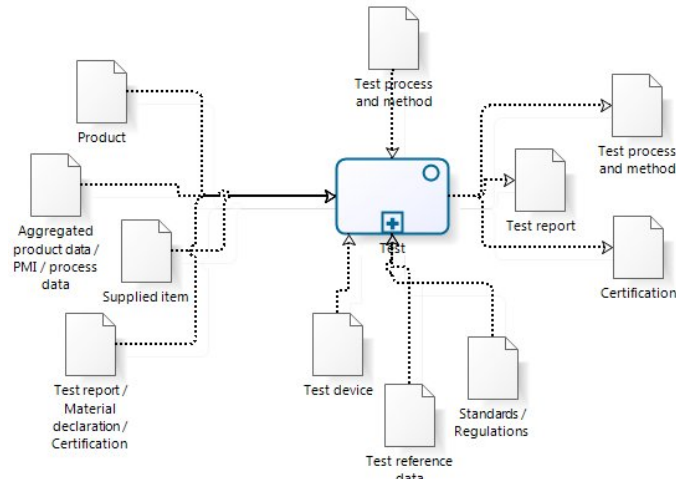 Test process
and method
Product
Test process
and method
Aggregated
product data /
PMI / process
data
Supplied item
Test report
Test
Certification
Test report /
Material
declaration /
Certification
Test device
Standards /
Regulations
Test reference
data